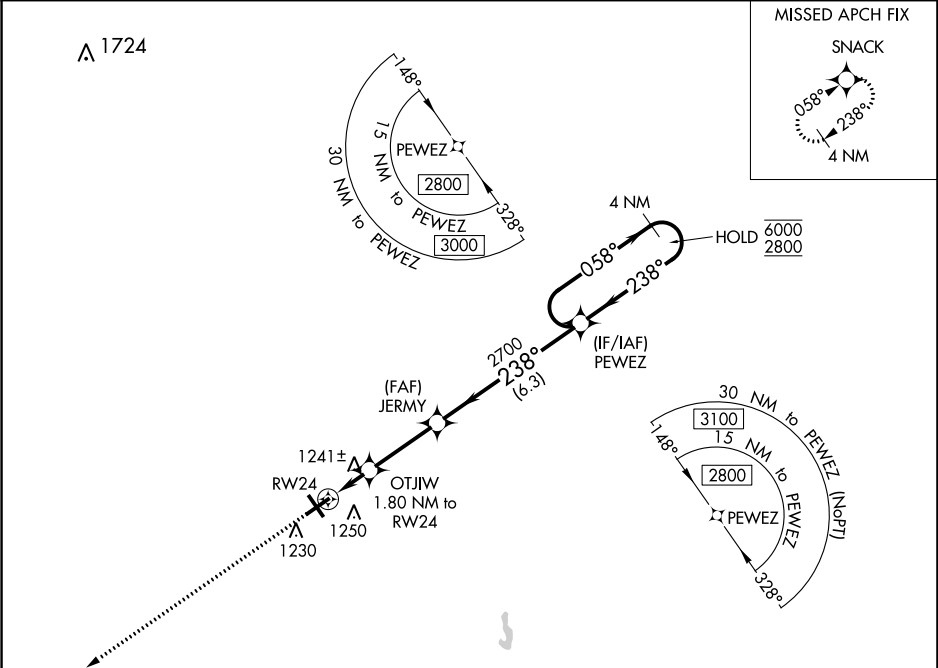 MISSED APCH FIX
SNACK
058°
238°
4 NM
1724
148°
PEWEZ
2800
15 NM to PEWEZ
3000
30 NM to PEWEZ
328°
4 NM
HOLD 6000
2800
058°
238°
(IF/IAF)
PEWEZ
2700
238°
(6.3)
(FAF)
JERMY
1241±
OTJIW
1.80 NM to
RW24
RW24
1250
1230
30 NM to PEWEZ (NoPT)
3100
148°
15 NM to PEWEZ
2800
PEWEZ
328°